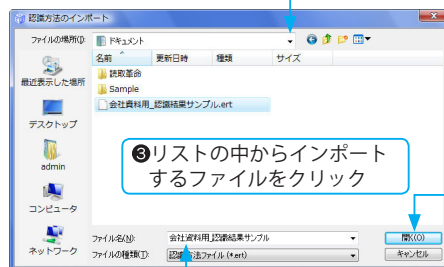 認識方法のインポート
ファイルの場所(I):
ドキュメント
名前
更新日時
種類
サイズ
最近表示した場所
読取革命
Sample
会社資料用_認識結果サンプル.ert
デスクトップ
admin
❸リストの中からインポート
するファイルをクリック
コンピュータ
ネットワーク
ファイル名(N):
会社資料用_認識結果サンプル
開く(O)
ファイルの種類(T):
認識方法ファイル (*.ert)
キャンセル